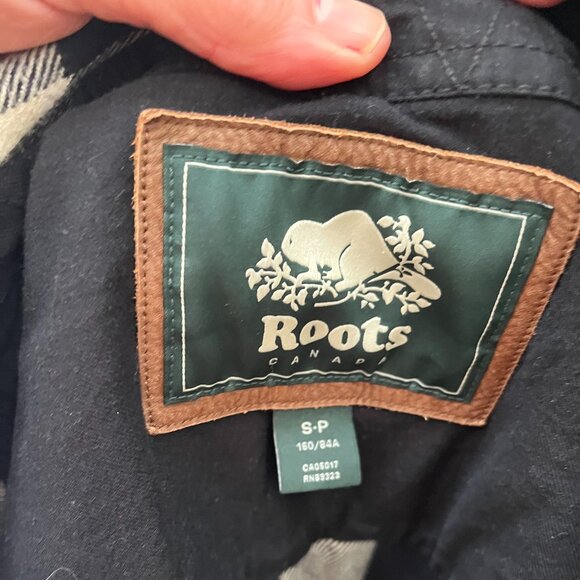 Roots
CANADA
S-P
160/84A
CA05017
RN89323